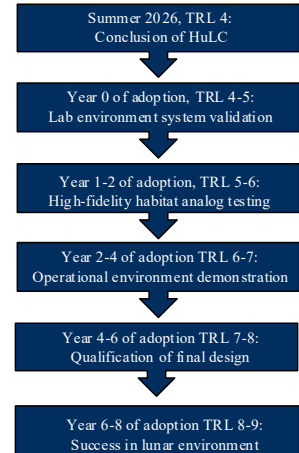 Summer 2026, TRL 4:
Conclusion of HuLC
Year 0 of adoption, TRL 4-5:
Lab environment system validation
Year 1-2 of adoption, TRL 5-6:
High-fidelity habitat analog testing
Year 2-4 of adoption TRL 6-7:
Operational environment demonstration
Year 4-6 of adoption TRL 7-8:
Qualification of final design
Year 6-8 of adoption TRL 8-9:
Success in lunar environment